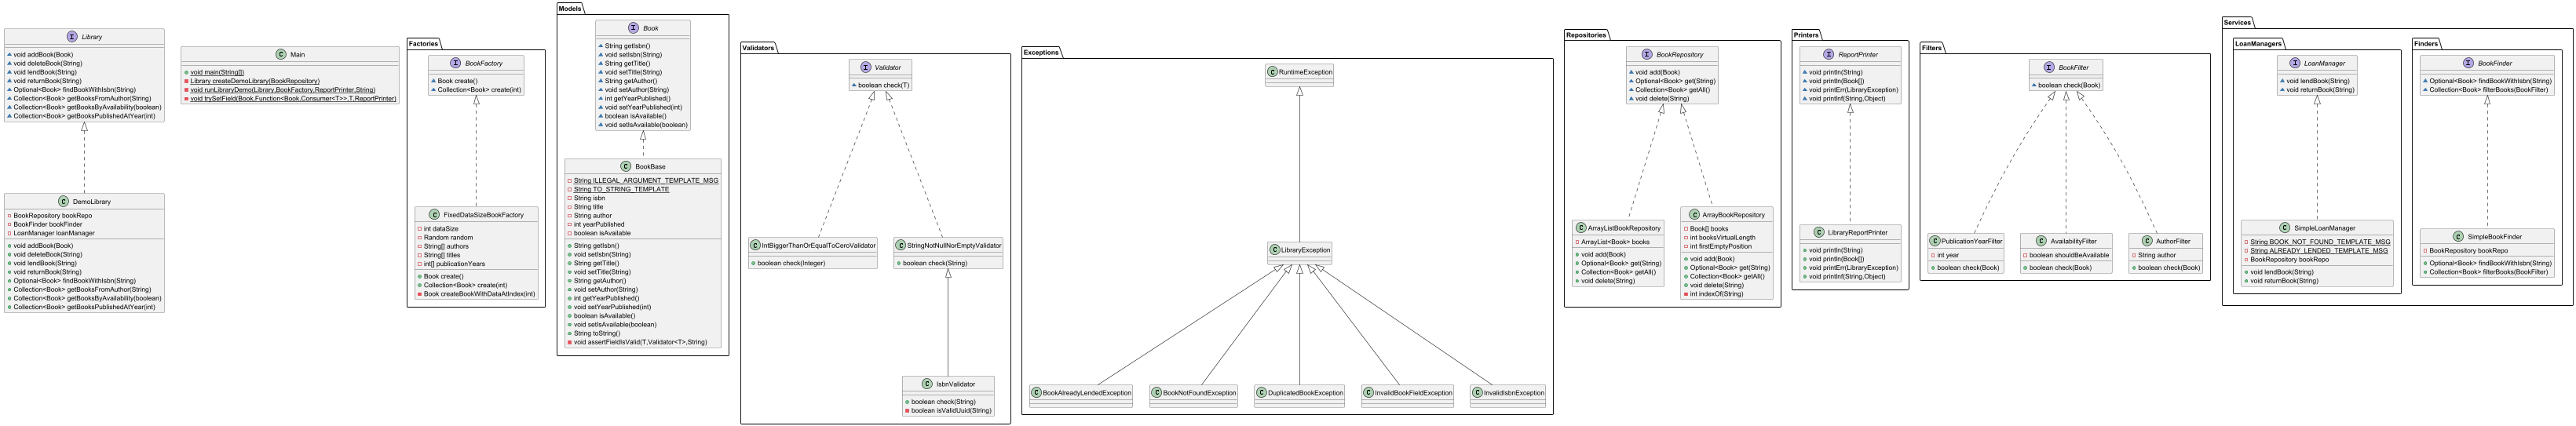 Library
void addBook(Book)
void deleteBook(String)
void lendBook(String)
void returnBook(String)
Optional<Book> findBookWithIsbn(String)
Collection<Book> getBooksFromAuthor(String)
Collection<Book> getBooksByAvailability(boolean)
Collection<Book> getBooksPublishedAtYear(int)
DemoLibrary
BookRepository bookRepo
BookFinder bookFinder
LoanManager loanManager
void addBook(Book)
void deleteBook(String)
void lendBook(String)
void returnBook(String)
Optional<Book> findBookWithIsbn(String)
Collection<Book> getBooksFromAuthor(String)
Collection<Book> getBooksByAvailability(boolean)
Collection<Book> getBooksPublishedAtYear(int)
Main
void main(String[])
Library createDemoLibrary(BookRepository)
void runLibraryDemo(Library,BookFactory,ReportPrinter,String)
void trySetField(Book,Function<Book,Consumer<T>>,T,ReportPrinter)
Factories
BookFactory
Book create()
Collection<Book> create(int)
FixedDataSizeBookFactory
int dataSize
Random random
String[] authors
String[] titles
int[] publicationYears
Book create()
Collection<Book> create(int)
Book createBookWithDataAtIndex(int)
Models
Book
String getIsbn()
void setIsbn(String)
String getTitle()
void setTitle(String)
String getAuthor()
void setAuthor(String)
int getYearPublished()
void setYearPublished(int)
boolean isAvailable()
void setIsAvailable(boolean)
BookBase
String ILLEGAL_ARGUMENT_TEMPLATE_MSG
String TO_STRING_TEMPLATE
String isbn
String title
String author
int yearPublished
boolean isAvailable
String getIsbn()
void setIsbn(String)
String getTitle()
void setTitle(String)
String getAuthor()
void setAuthor(String)
int getYearPublished()
void setYearPublished(int)
boolean isAvailable()
void setIsAvailable(boolean)
String toString()
void assertFieldIsValid(T,Validator<T>,String)
Validators
Validator
boolean check(T)
IntBiggerThanOrEqualToCeroValidator
boolean check(Integer)
StringNotNullNorEmptyValidator
boolean check(String)
IsbnValidator
boolean check(String)
boolean isValidUuid(String)
Exceptions
RuntimeException
LibraryException
BookAlreadyLendedException
BookNotFoundException
DuplicatedBookException
InvalidBookFieldException
InvalidIsbnException
Repositories
BookRepository
void add(Book)
Optional<Book> get(String)
Collection<Book> getAll()
void delete(String)
ArrayListBookRepository
ArrayList<Book> books
void add(Book)
Optional<Book> get(String)
Collection<Book> getAll()
void delete(String)
ArrayBookRepository
Book[] books
int booksVirtualLength
int firstEmptyPosition
void add(Book)
Optional<Book> get(String)
Collection<Book> getAll()
void delete(String)
int indexOf(String)
Printers
ReportPrinter
void println(String)
void println(Book[])
void printErr(LibraryException)
void printlnf(String,Object)
LibraryReportPrinter
void println(String)
void println(Book[])
void printErr(LibraryException)
void printlnf(String,Object)
Filters
BookFilter
boolean check(Book)
PublicationYearFilter
int year
boolean check(Book)
AvailabilityFilter
boolean shouldBeAvailable
boolean check(Book)
AuthorFilter
String author
boolean check(Book)
Services
LoanManagers
LoanManager
void lendBook(String)
void returnBook(String)
SimpleLoanManager
String BOOK_NOT_FOUND_TEMPLATE_MSG
String ALREADY_LENDED_TEMPLATE_MSG
BookRepository bookRepo
void lendBook(String)
void returnBook(String)
Finders
BookFinder
Optional<Book> findWithIsbn(String)
Collection<Book> filterBooks(BookFilter)
SimpleBookFinder
BookRepository bookRepo
Optional<Book> findWithIsbn(String)
Collection<Book> filterBooks(BookFilter)